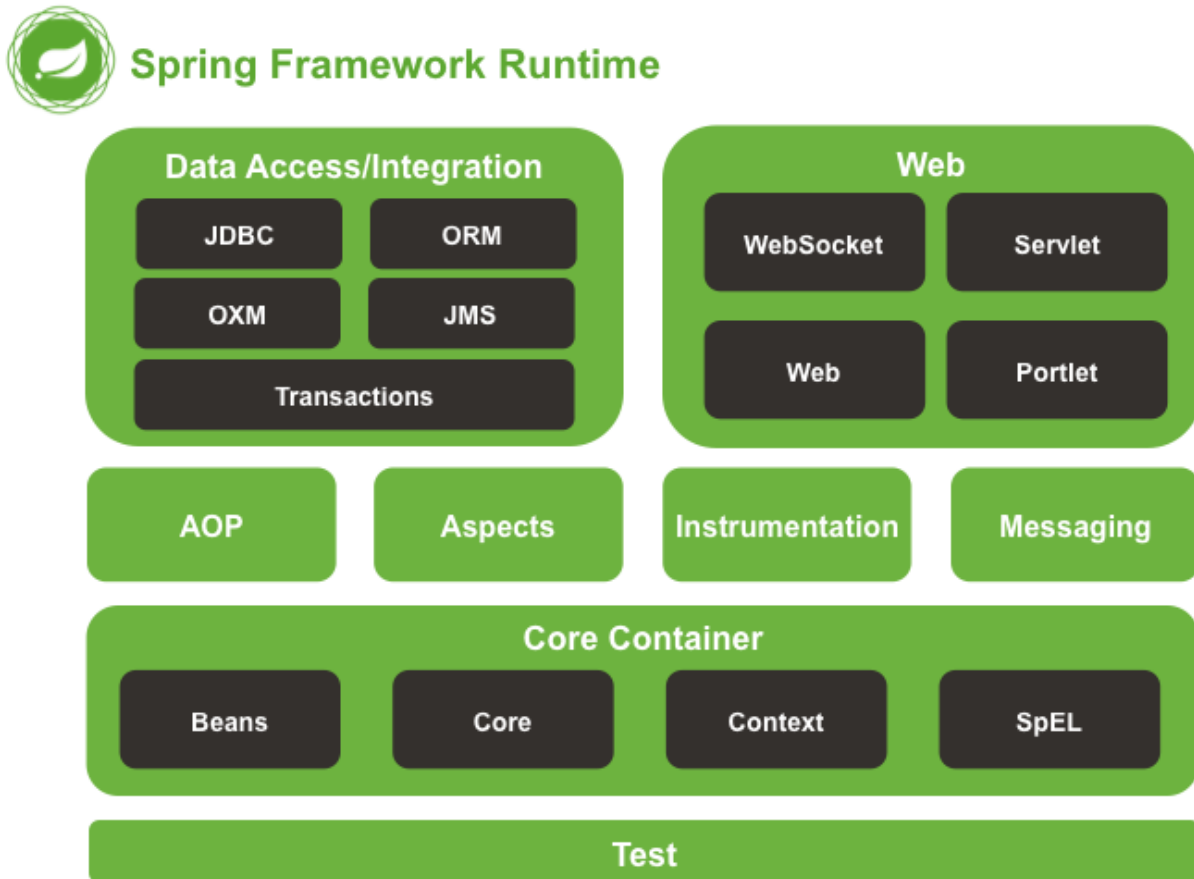 Spring Framework Runtime
Data Access/Integration
JDBC
ORM
OXM
JMS
Transactions
Web
WebSocket
Servlet
Web
Portlet
AOP
Aspects
Instrumentation
Messaging
Core Container
Beans
Core
Context
SpEL
Test